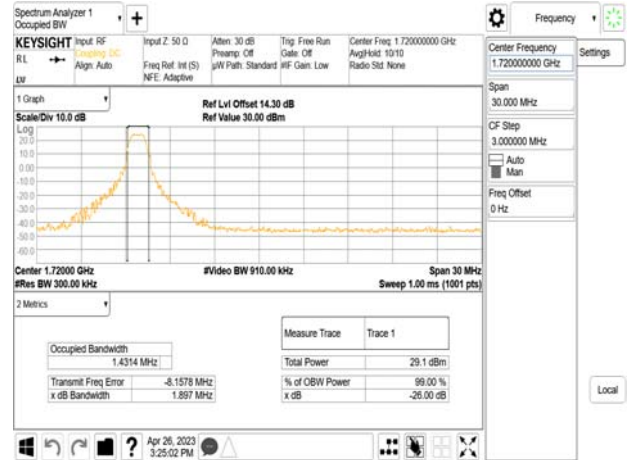 Spectrum Analyzer 1
Occupied BW
Frequency
KEYSIGHT Input: RF Input Z: 50 Ω Atten: 30 dB Trig: Free Run Center Freq: 1.720000000 GHz
RL Coupling: DC Preamp: Off Gate: Off Avg|Hold: 10/10
Align: Auto Freq Ref: Int (S) µW Path: Standard #IF Gain: Low Radio Std: None
NFE: Adaptive
LV
Center Frequency
1.720000000 GHz
Settings
Span
30.000 MHz
CF Step
3.000000 MHz
Auto
Man
Freq Offset
0 Hz
Local
1 Graph
Ref Lvl Offset 14.30 dB
Scale/Div 10.0 dB Ref Value 30.00 dBm
Log
20.0
10.0
0.00
-10.0
-20.0
-30.0
-40.0
-50.0
-60.0
Center 1.72000 GHz #Video BW 910.00 kHz Span 30 MHz
#Res BW 300.00 kHz Sweep 1.00 ms (1001 pts)
2 Metrics
Measure Trace Trace 1
Occupied Bandwidth
1.4314 MHz Total Power 29.1 dBm
Transmit Freq Error -8.1578 MHz % of OBW Power 99.00 %
x dB Bandwidth 1.897 MHz x dB -26.00 dB
?
Apr 26, 2023
3:25:02 PM